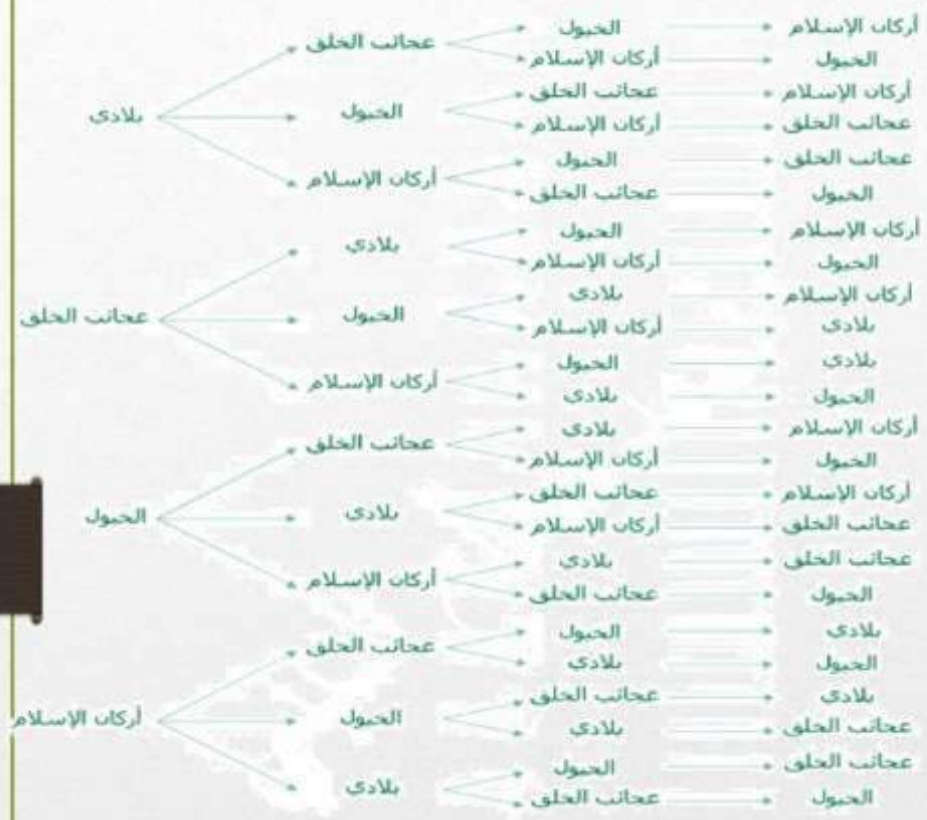 الخيول أركان الإسلام
عجائب الخلق
أركان الإسلام الخيول
عجائب الخلق أركان الإسلام
بلادي الخيول
أركان الإسلام عجائب الخلق
الخيول عجائب الخلق
أركان الإسلام
عجائب الخلق الخيول
الخيول أركان الإسلام
بلادي
أركان الإسلام الخيول
بلادي أركان الإسلام
عجائب الخلق الخيول
أركان الإسلام بلادي
الخيول بلادي
أركان الإسلام
بلادي الخيول
بلادي أركان الإسلام
عجائب الخلق
أركان الإسلام الخيول
عجائب الخلق أركان الإسلام
الخيول بلادي
أركان الإسلام عجائب الخلق
بلادي عجائب الخلق
أركان الإسلام
عجائب الخلق الخيول
الخيول بلادي
عجائب الخلق
بلادي الخيول
عجائب الخلق بلادي
أركان الإسلام الخيول
بلادي عجائب الخلق
الخيول عجائب الخلق
بلادي
عجائب الخلق الخيول